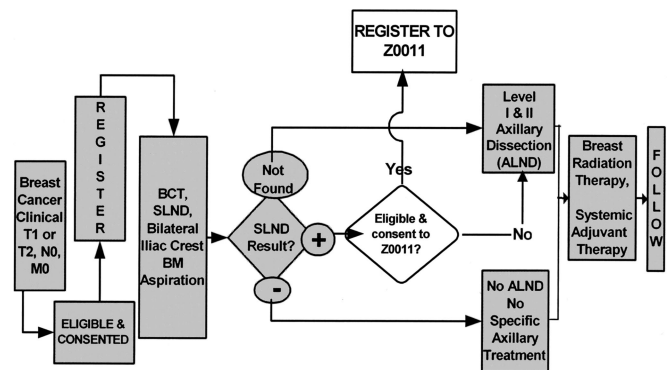 Breast
Cancer
Clinical
T1 or
T2, N0,
M0
ELIGIBLE &
CONSENTED
R
E
G
I
S
T
E
R
BCT,
SLND,
Bilateral
Iliac Crest
BM
Aspiration
Not
Found
SLND
Result?
+
-
Eligible &
consent to
Z0011?
Yes
No
REGISTER TO
Z0011
Level
I & II
Axillary
Dissection
(ALND)
No ALND
No
Specific
Axillary
Treatment
Breast
Radiation
Therapy,
Systemic
Adjuvant
Therapy
F
O
L
L
O
W